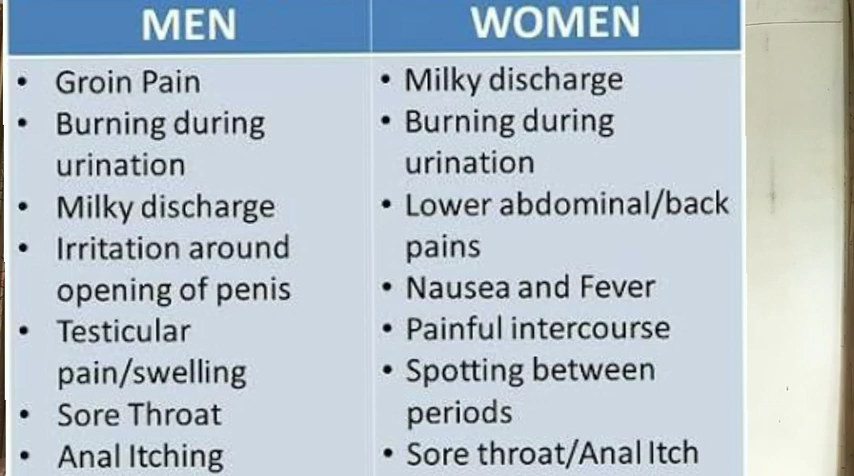 MEN
• Groin Pain
• Burning during
urination
• Milky discharge
• Irritation around
opening of penis
• Testicular
pain/swelling
• Sore Throat
• Anal Itching
WOMEN
• Milky discharge
• Burning during
urination
• Lower abdominal/back
pains
• Nausea and Fever
• Painful intercourse
• Spotting between
periods
• Sore throat/Anal Itch